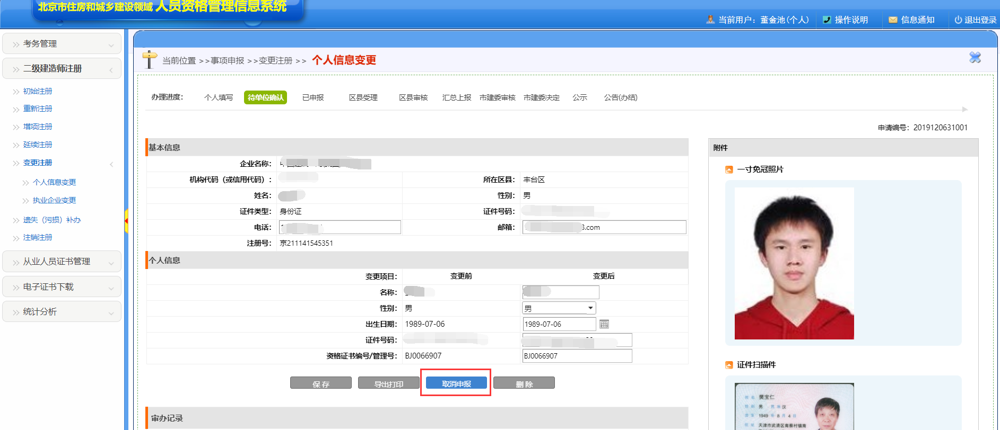 北京市住房和城乡建设领域 人员资格管理信息系统
当前用户：董金池(个人) 操作说明 信息通知 退出登录
考务管理
二级建造师注册
初始注册
重新注册
增项注册
延续注册
变更注册
个人信息变更
执业企业变更
遗失（污损）补办
注销注册
从业人员证书管理
电子证书下载
统计分析
当前位置 >>事项申报 >>变更注册 >> 个人信息变更
办理进度： 个人填写 待单位确认 已申报 区县受理 区县审核 汇总上报 市建委审核 市建委决定 公示 公告(办结)
申请编号：2019120631001
基本信息
企业名称：
机构代码（或信用代码）： 所在区县： 丰台区
姓名： 性别： 男
证件类型： 身份证 证件号码：
电话： 邮箱： 3.com
注册号： 京211141545351
个人信息
变更项目： 变更前 变更后
名称：
性别： 男 男
出生日期： 1989-07-06 1989-07-06
证件号码：
资格证书编号/管理号： BJ0066907 BJ0066907
保 存 导出打印 取消申报 删 除
审办记录
附件
一寸免冠照片
证件扫描件
姓 名 樊宝仁
性 别 男 民 族 汉
出 生 1949 年 8 月 4 日
住 址 天津市武清区南蔡村镇南